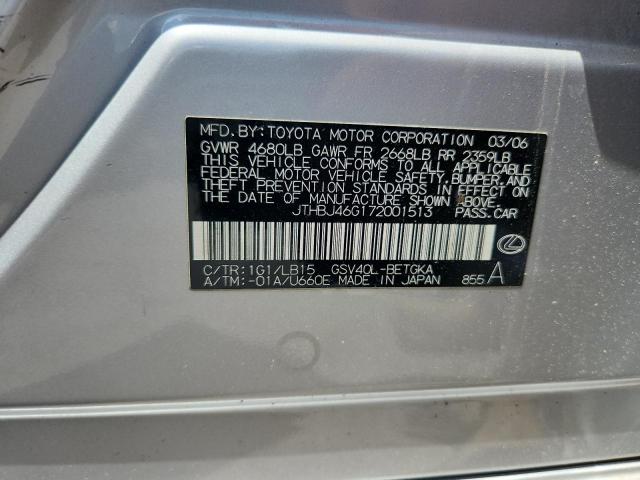 MFD.BY:TOYOTA MOTOR CORPORATION 03/06
GVWR 4680LB GAWR FR 2668LB RR 2359LB
THIS VEHICLE CONFORMS TO ALL APPLICABLE
FEDERAL MOTOR VEHICLE SAFETY, BUMPER, AND
THEFT PREVENTION STANDARDS IN EFFECT ON
THE DATE OF MANUFACTURE SHOWN ABOVE.
JTHBJ46G172001513 PASS.CAR
C/TR:1G1/LB15 GSV40L-BETGKA
A/TM:-01A/U660E MADE IN JAPAN 855 A